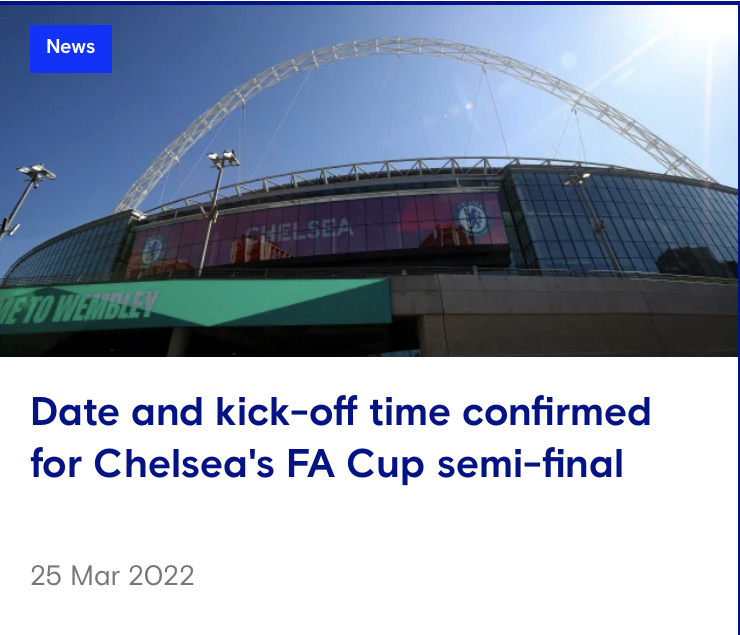 News
CHELSEA
ME TO WEMBLEY
Date and kick-off time confirmed
for Chelsea's FA Cup semi-final
25 Mar 2022